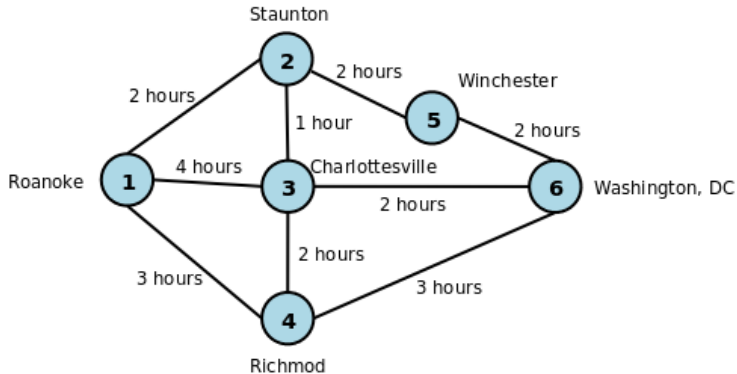 Staunton
2
2 hours
Winchester
2 hours
1 hour
5
2 hours
4 hours
Charlottesville
Roanoke
1
3
6
Washington, DC
2 hours
2 hours
3 hours
3 hours
4
Richmod